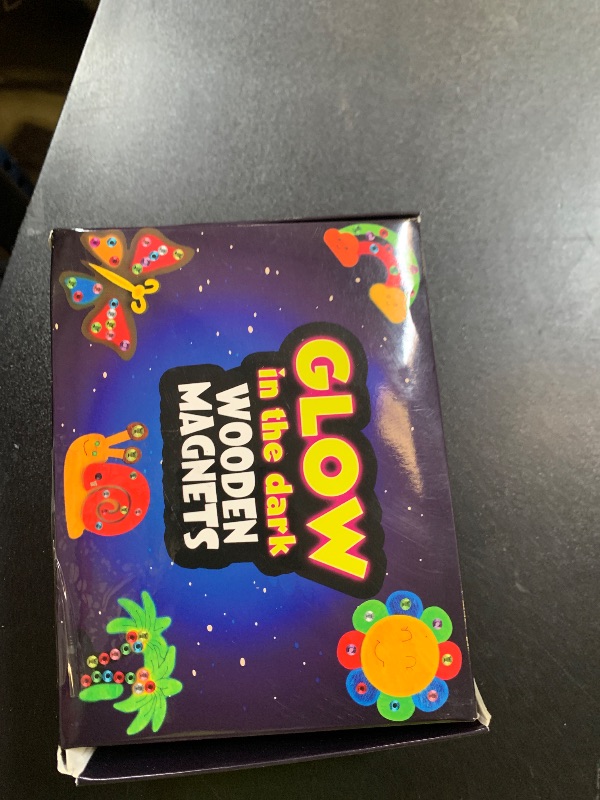 GLOW
in the dark
WOODEN
MAGNETS